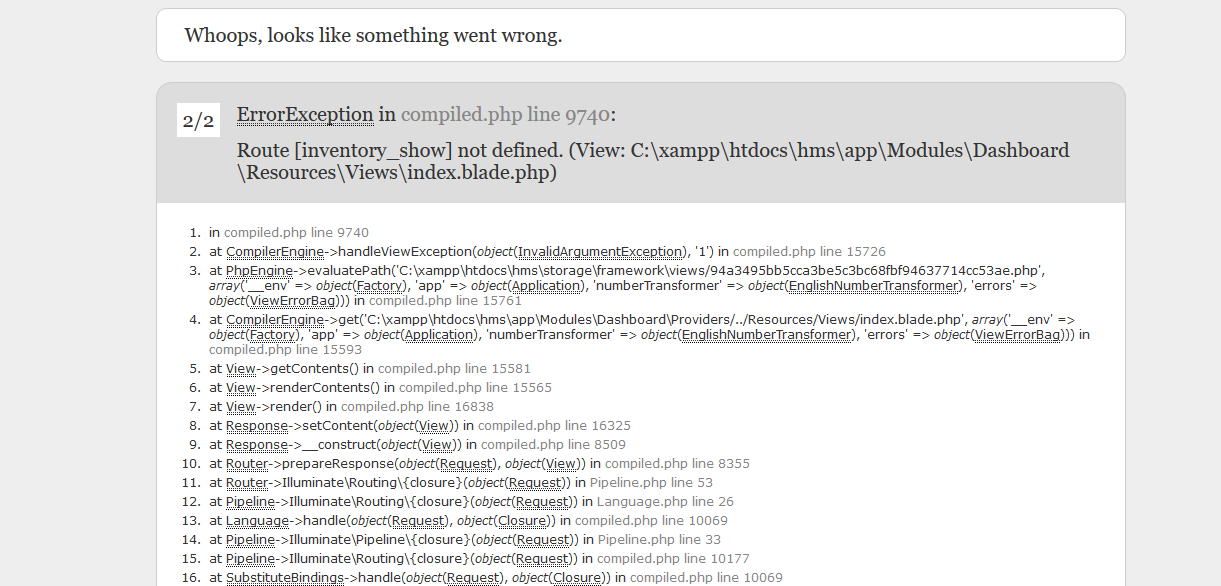 Whoops, looks like something went wrong.
2/2
ErrorException in compiled.php line 9740:
Route [inventory_show] not defined. (View: C:\xampp\htdocs\hms\app\Modules\Dashboard
\Resources\Views\index.blade.php)
1. in compiled.php line 9740
2. at CompilerEngine->handleViewException(object(InvalidArgumentException), '1') in compiled.php line 15726
3. at PhpEngine->evaluatePath('C:\xampp\htdocs\hms\storage\framework\views/94a3495bb5cca3be5c3bc68fbf94637714cc53ae.php',
array('__env' => object(Factory), 'app' => object(Application), 'numberTransformer' => object(EnglishNumberTransformer), 'errors' =>
object(ViewErrorBag))) in compiled.php line 15761
4. at CompilerEngine->get('C:\xampp\htdocs\hms\app\Modules\Dashboard\Providers/../Resources/Views/index.blade.php', array('__env' =>
object(Factory), 'app' => object(Application), 'numberTransformer' => object(EnglishNumberTransformer), 'errors' => object(ViewErrorBag))) in
compiled.php line 15593
5. at View->getContents() in compiled.php line 15581
6. at View->renderContents() in compiled.php line 15565
7. at View->render() in compiled.php line 16838
8. at Response->setContent(object(View)) in compiled.php line 16325
9. at Response->__construct(object(View)) in compiled.php line 8509
10. at Router->prepareResponse(object(Request), object(View)) in compiled.php line 8355
11. at Router->Illuminate\Routing\{closure}(object(Request)) in Pipeline.php line 53
12. at Pipeline->Illuminate\Routing\{closure}(object(Request)) in Language.php line 26
13. at Language->handle(object(Request), object(Closure)) in compiled.php line 10069
14. at Pipeline->Illuminate\Pipeline\{closure}(object(Request)) in Pipeline.php line 33
15. at Pipeline->Illuminate\Routing\{closure}(object(Request)) in compiled.php line 10177
16. at SubstituteBindings->handle(object(Request), object(Closure)) in compiled.php line 10069